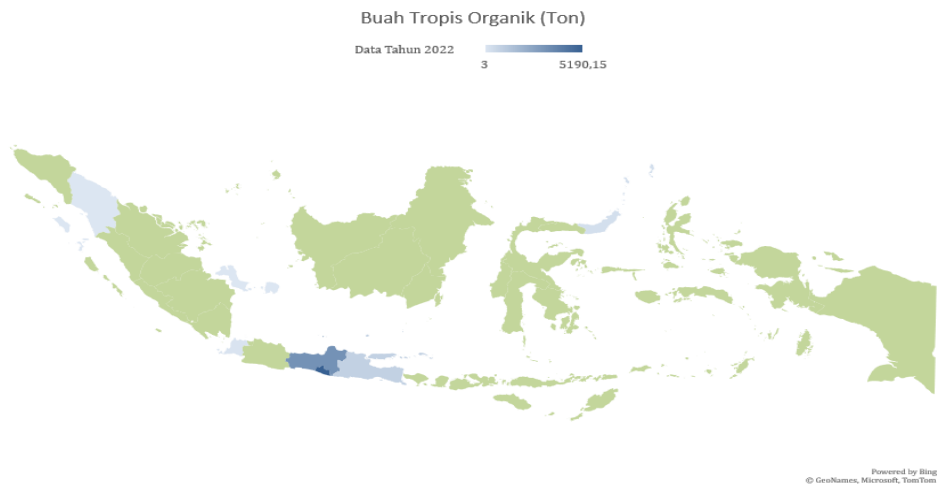 Buah Tropis Organik (Ton)
Data Tahun 2022
3 5190,15
Powered by Bing
© GeoNames, Microsoft, TomTom